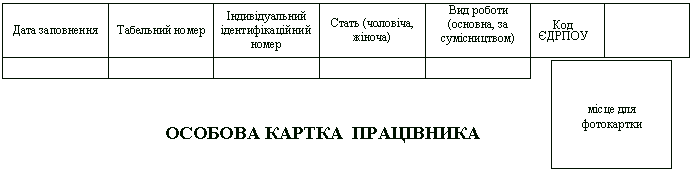 Дата заповнення
Табельний номер
Індивідуальний
ідентифікаційний
номер
Стать (чоловіча,
жіноча)
Вид роботи
(основна, за
сумісництвом)
Код
ЄДРПОУ
місце для
фотокартки
ОСОБОВА КАРТКА ПРАЦІВНИКА